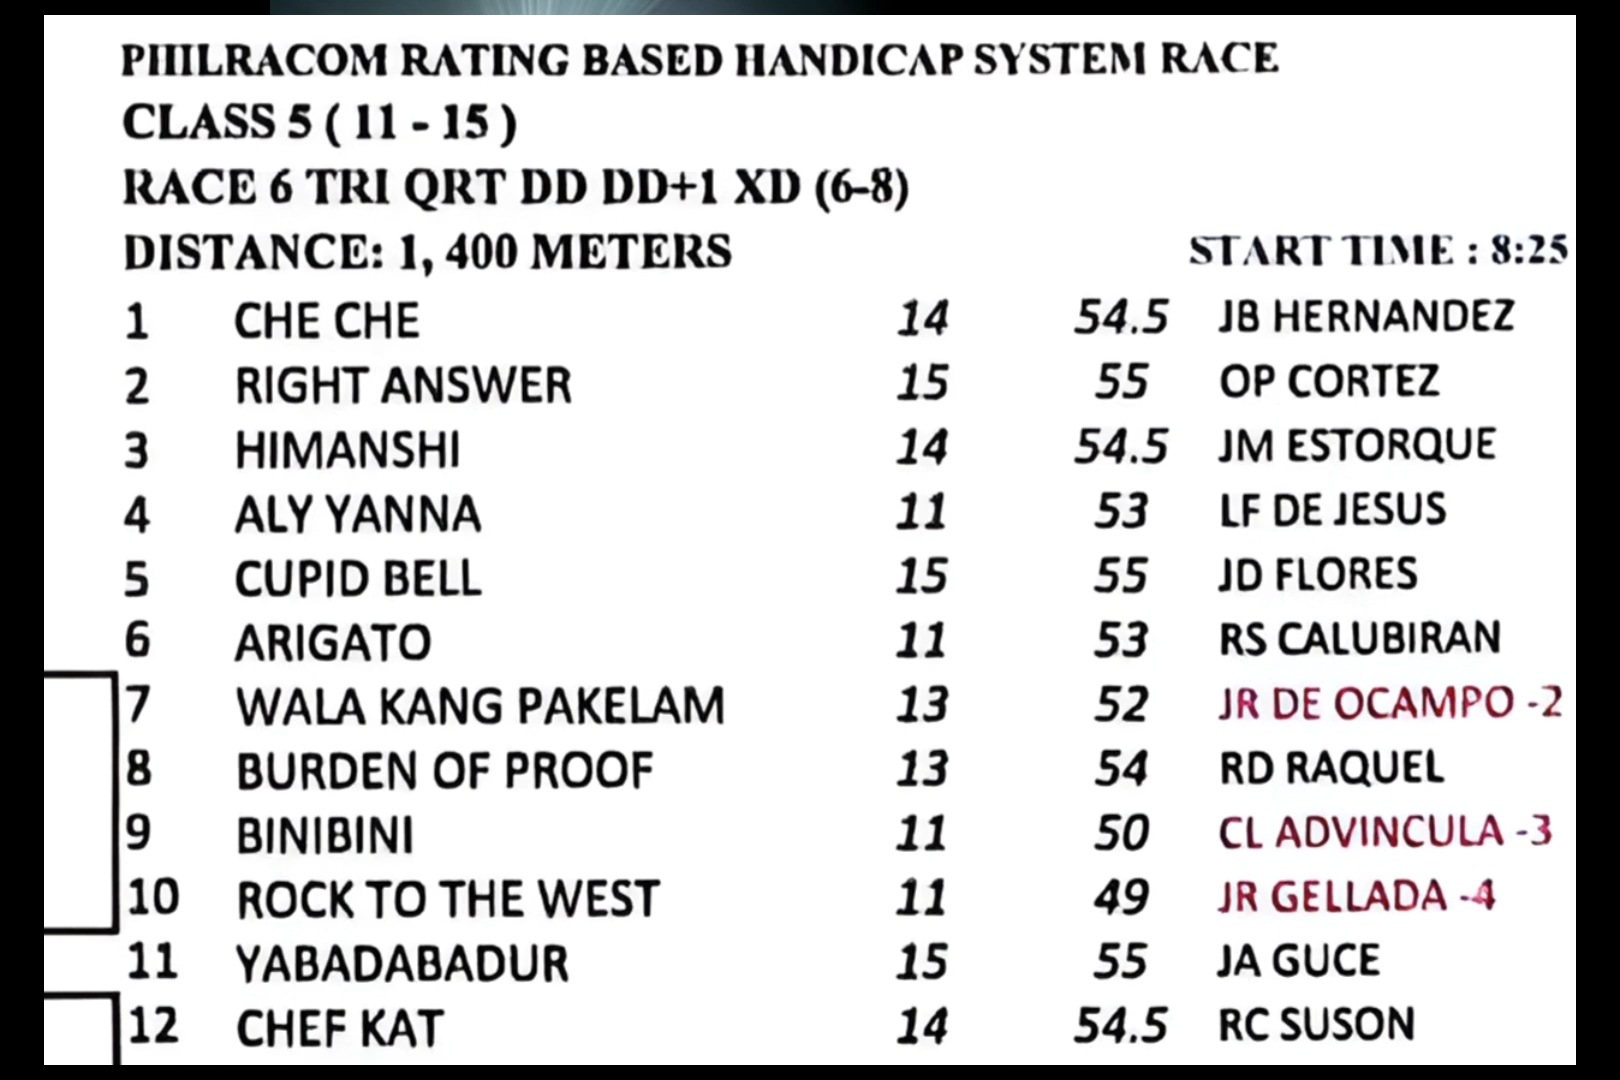 PHILRACOM RATING BASED HANDICAP SYSTEM RACE
CLASS 5 ( 11 - 15 )
RACE 6 TRI QRT DD DD+1 XD (6-8)
DISTANCE: 1, 400 METERS START TIME : 8:25
1 CHE CHE 14 54.5 JB HERNANDEZ
2 RIGHT ANSWER 15 55 OP CORTEZ
3 HIMANSHI 14 54.5 JM ESTORQUE
4 ALY YANNA 11 53 LF DE JESUS
5 CUPID BELL 15 55 JD FLORES
6 ARIGATO 11 53 RS CALUBIRAN
7 WALA KANG PAKELAM 13 52 JR DE OCAMPO -2
8 BURDEN OF PROOF 13 54 RD RAQUEL
9 BINIBINI 11 50 CL ADVINCULA -3
10 ROCK TO THE WEST 11 49 JR GELLADA -4
11 YABADABADUR 15 55 JA GUCE
12 CHEF KAT 14 54.5 RC SUSON